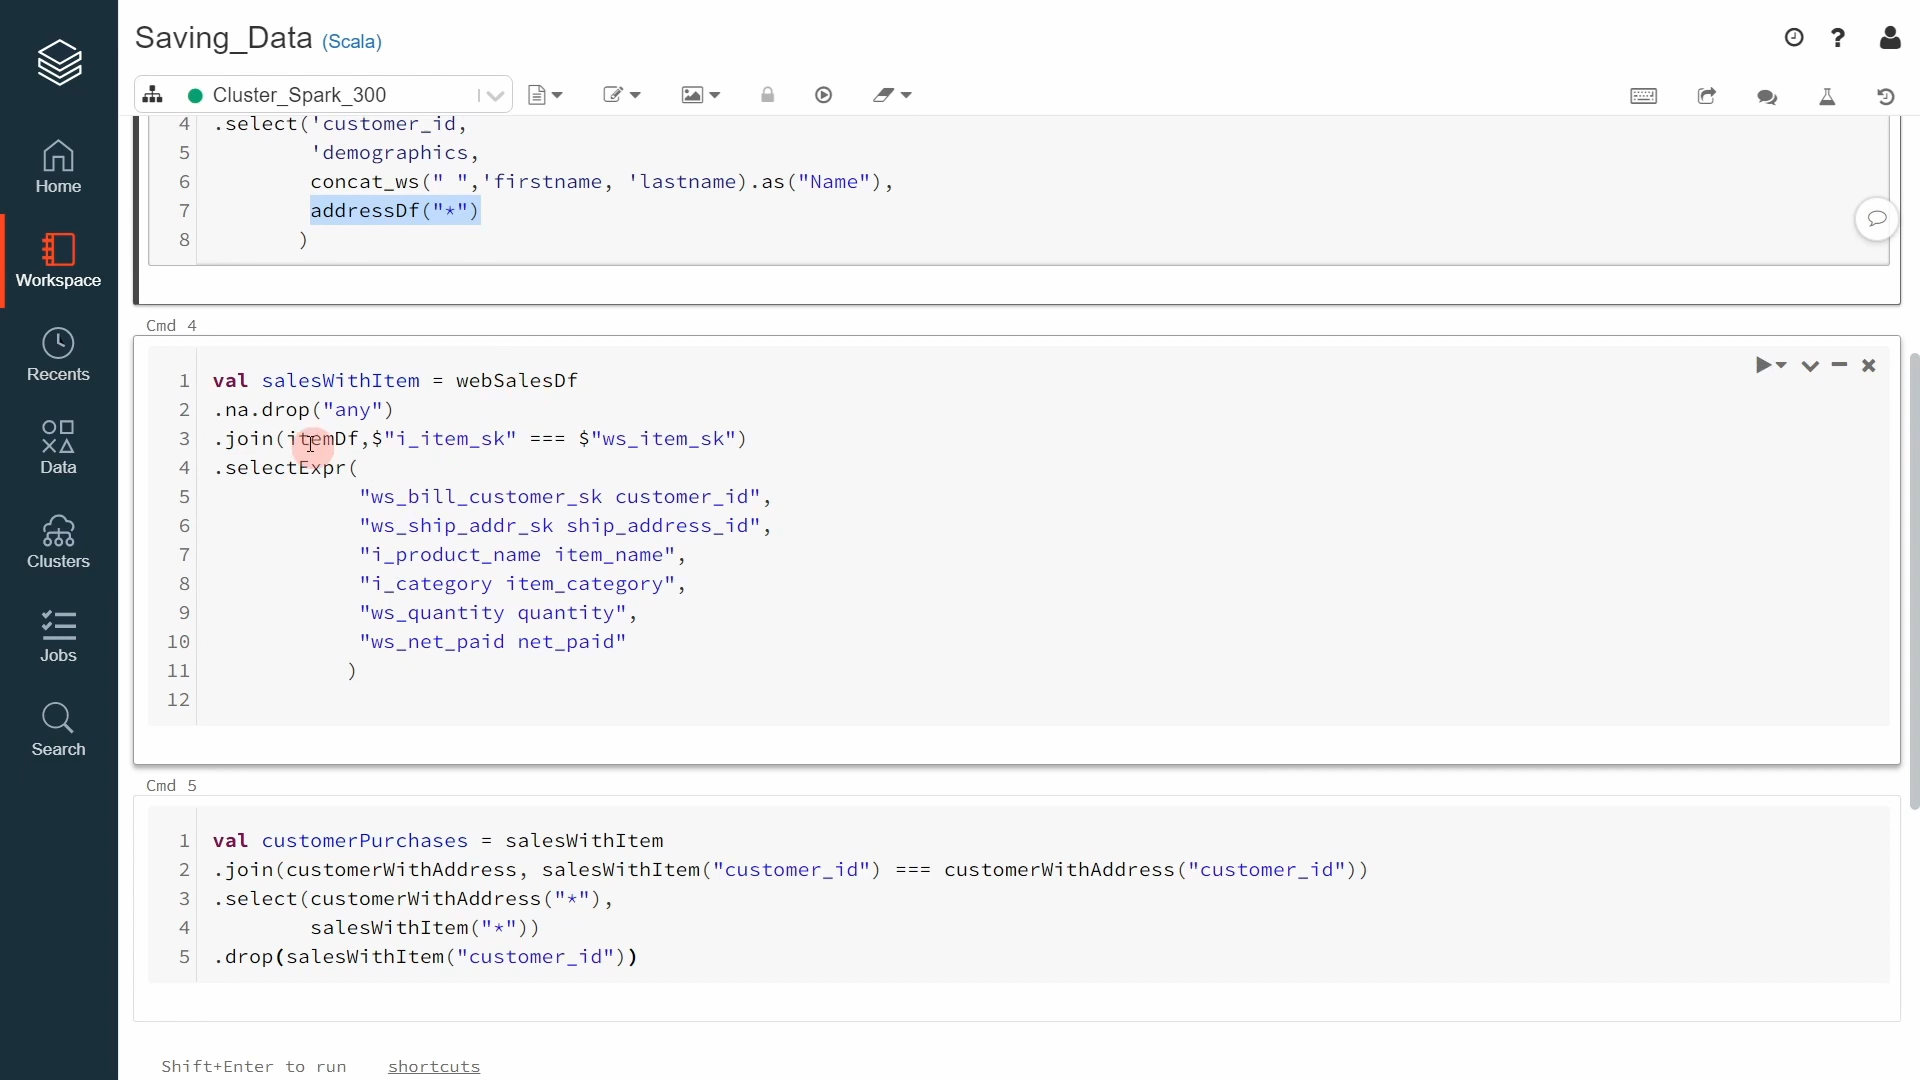 Saving_Data (Scala)
Cluster_Spark_300
Home
Workspace
Recents
Data
Clusters
Jobs
Search
4 .select('customer_id,
5 'demographics,
6 concat_ws(" ",'firstname, 'lastname).as("Name"),
7 addressDf("*")
8 )
Cmd 4
1 val salesWithItem = webSalesDf
2 .na.drop("any")
3 .join(itemDf,$"i_item_sk" === $"ws_item_sk")
4 .selectExpr(
5 "ws_bill_customer_sk customer_id",
6 "ws_ship_addr_sk ship_address_id",
7 "i_product_name item_name",
8 "i_category item_category",
9 "ws_quantity quantity",
10 "ws_net_paid net_paid"
11 )
12
Cmd 5
1 val customerPurchases = salesWithItem
2 .join(customerWithAddress, salesWithItem("customer_id") === customerWithAddress("customer_id"))
3 .select(customerWithAddress("*"),
4 salesWithItem("*"))
5 .drop(salesWithItem("customer_id"))
Shift+Enter to run shortcuts